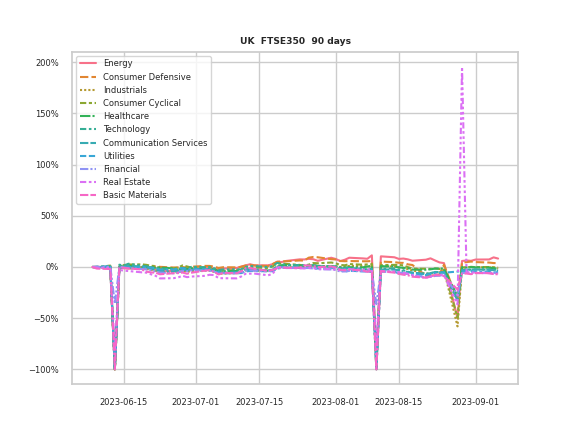 UK FTSE350 90 days
200%
150%
100%
50%
0%
−50%
−100%
Energy
Consumer Defensive
Industrials
Consumer Cyclical
Healthcare
Technology
Communication Services
Utilities
Financial
Real Estate
Basic Materials
2023-06-15
2023-07-01
2023-07-15
2023-08-01
2023-08-15
2023-09-01